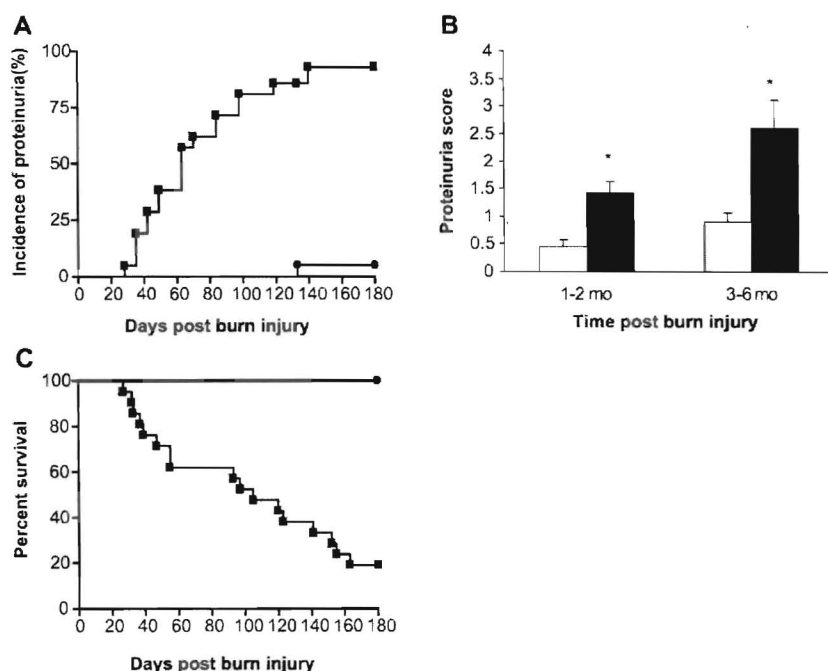 A
Incidence of proteinuria(%)
100
75
50
25
0
0 20 40 60 80 100 120 140 160 180
Days post burn injury
B
Proteinuria score
4
3.5
3
2.5
2
1.5
1
0.5
0
*
*
1-2 mo 3-6 mo
Time post burn injury
C
Percent survival
100
80
60
40
20
0
0 20 40 60 80 100 120 140 160 180
Days post burn injury